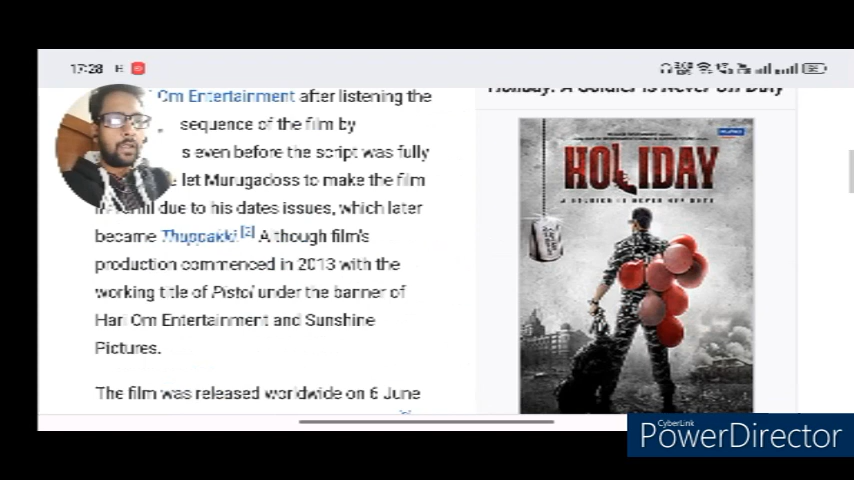 17:28 H
Om Entertainment after listening the
sequence of the film by
s even before the script was fully
let Murugadoss to make the film
due to his dates issues, which later
became Thuppakki.[3] Although film's
production commenced in 2013 with the
working title of Pistol under the banner of
Hari Om Entertainment and Sunshine
Pictures.
The film was released worldwide on 6 June
Holiday: A Soldier Is Never Off Duty
HOLIDAY
A SOLDIER IS NEVER OFF DUTY
CyberLink
PowerDirector